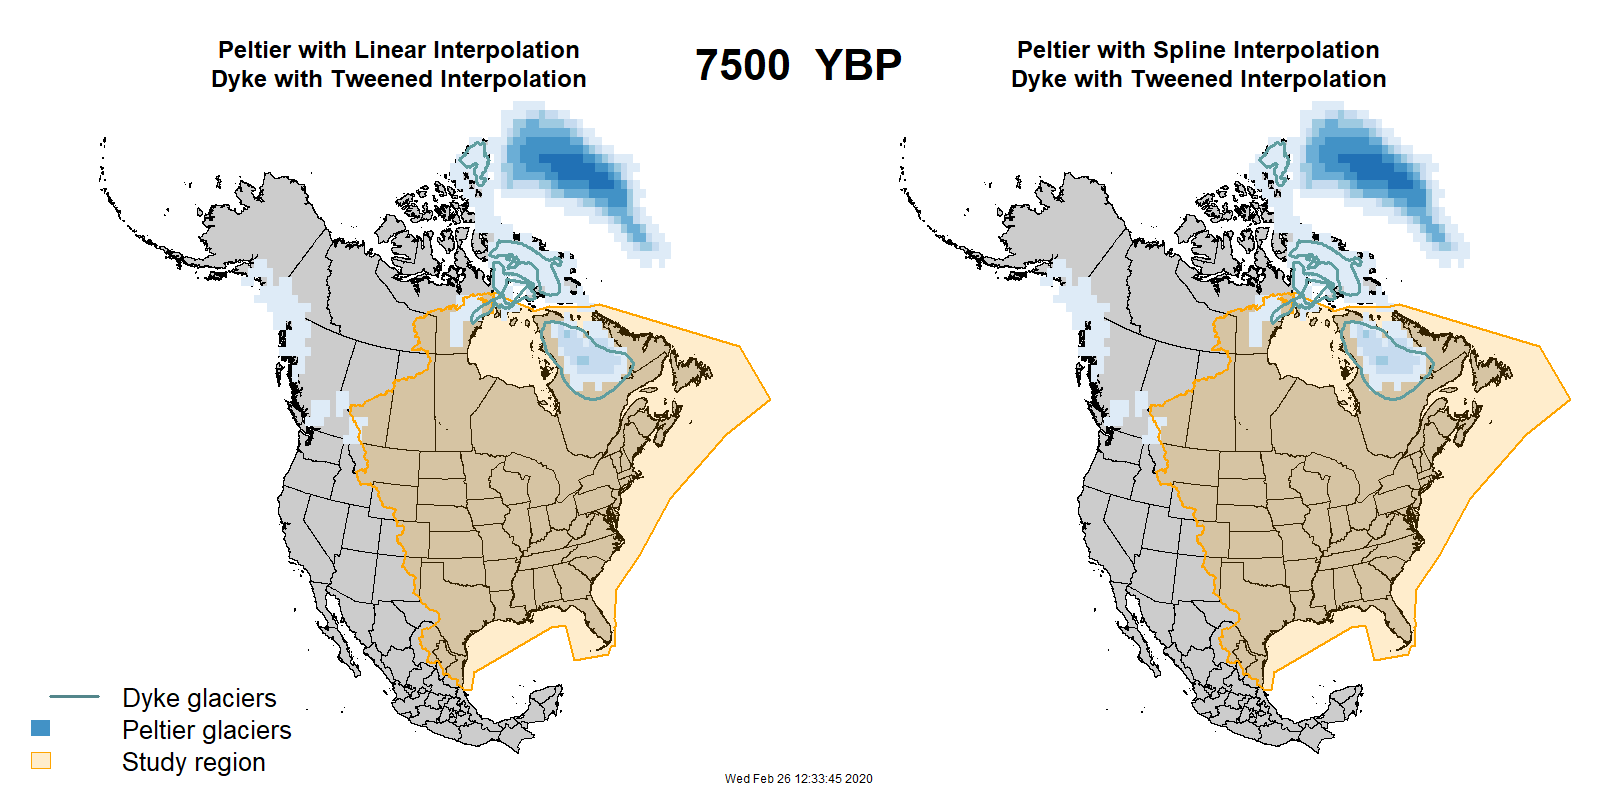 Peltier with Linear Interpolation
Dyke with Tweened Interpolation
7500 YBP
Peltier with Spline Interpolation
Dyke with Tweened Interpolation
Dyke glaciers
Peltier glaciers
Study region
Wed Feb 26 12:33:45 2020